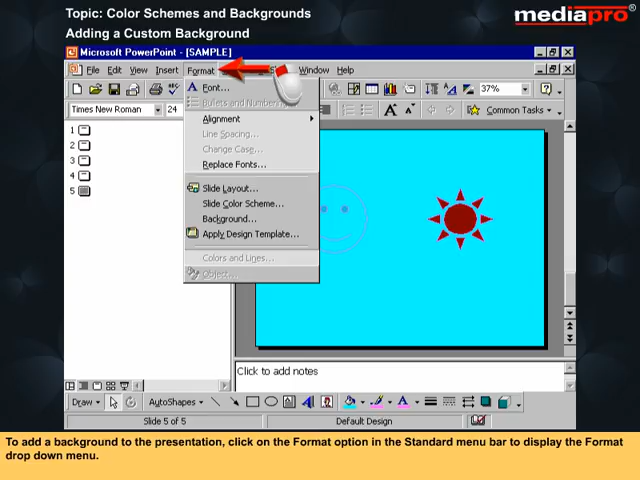 Topic: Color Schemes and Backgrounds
mediapro
Adding a Custom Background
Microsoft PowerPoint - [SAMPLE]
File Edit View Insert Format Window Help
Font...
37%
Bullets and Numbering
Times New Roman 24
Common Tasks
Alignment
Line Spacing...
Change Case...
Replace Fonts...
Slide Layout...
Slide Color Scheme...
Background...
Apply Design Template...
Colors and Lines...
Object...
1
2
3
4
5
Click to add notes
Draw AutoShapes
Slide 5 of 5 Default Design
To add a background to the presentation, click on the Format option in the Standard menu bar to display the Format
drop down menu.